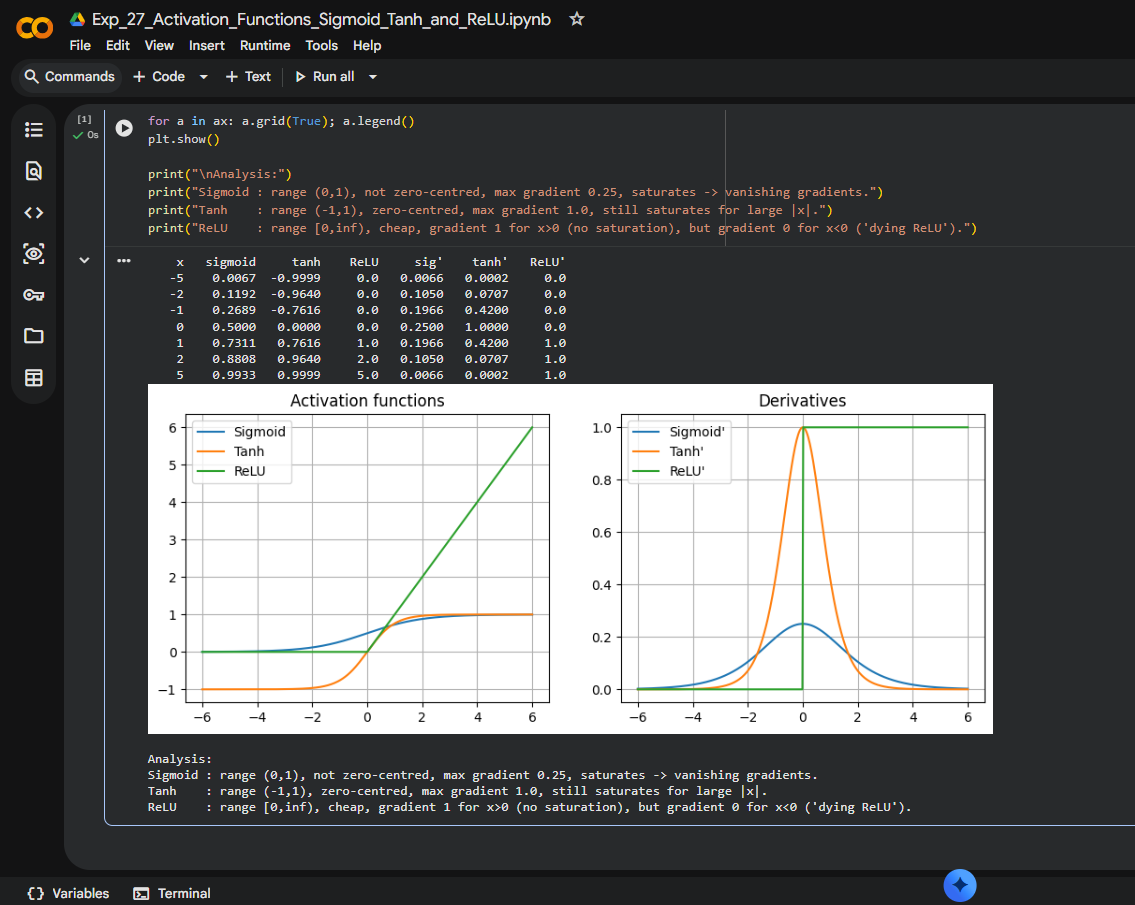 Exp_27_Activation_Functions_Sigmoid_Tanh_and_ReLU.ipynb
File Edit View Insert Runtime Tools Help
Commands + Code + Text Run all
[1]
0s
for a in ax: a.grid(True); a.legend()
plt.show()
print("\nAnalysis:")
print("Sigmoid : range (0,1), not zero-centred, max gradient 0.25, saturates -> vanishing gradients.")
print("Tanh    : range (-1,1), zero-centred, max gradient 1.0, still saturates for large |x|.")
print("ReLU    : range [0,inf), cheap, gradient 1 for x>0 (no saturation), but gradient 0 for x<0 ('dying ReLU').")
x sigmoid tanh ReLU sig' tanh' ReLU'
-5 0.0067 -0.9999 0.0 0.0066 0.0002 0.0
-2 0.1192 -0.9640 0.0 0.1050 0.0707 0.0
-1 0.2689 -0.7616 0.0 0.1966 0.4200 0.0
0 0.5000 0.0000 0.0 0.2500 1.0000 0.0
1 0.7311 0.7616 1.0 0.1966 0.4200 1.0
2 0.8808 0.9640 2.0 0.1050 0.0707 1.0
5 0.9933 0.9999 5.0 0.0066 0.0002 1.0
Activation functions
Sigmoid
Tanh
ReLU
6
5
4
3
2
1
0
−1
−6 −4 −2 0 2 4 6
Derivatives
Sigmoid'
Tanh'
ReLU'
1.0
0.8
0.6
0.4
0.2
0.0
−6 −4 −2 0 2 4 6
Analysis:
Sigmoid : range (0,1), not zero-centred, max gradient 0.25, saturates -> vanishing gradients.
Tanh    : range (-1,1), zero-centred, max gradient 1.0, still saturates for large |x|.
ReLU    : range [0,inf), cheap, gradient 1 for x>0 (no saturation), but gradient 0 for x<0 ('dying ReLU').
{} Variables Terminal